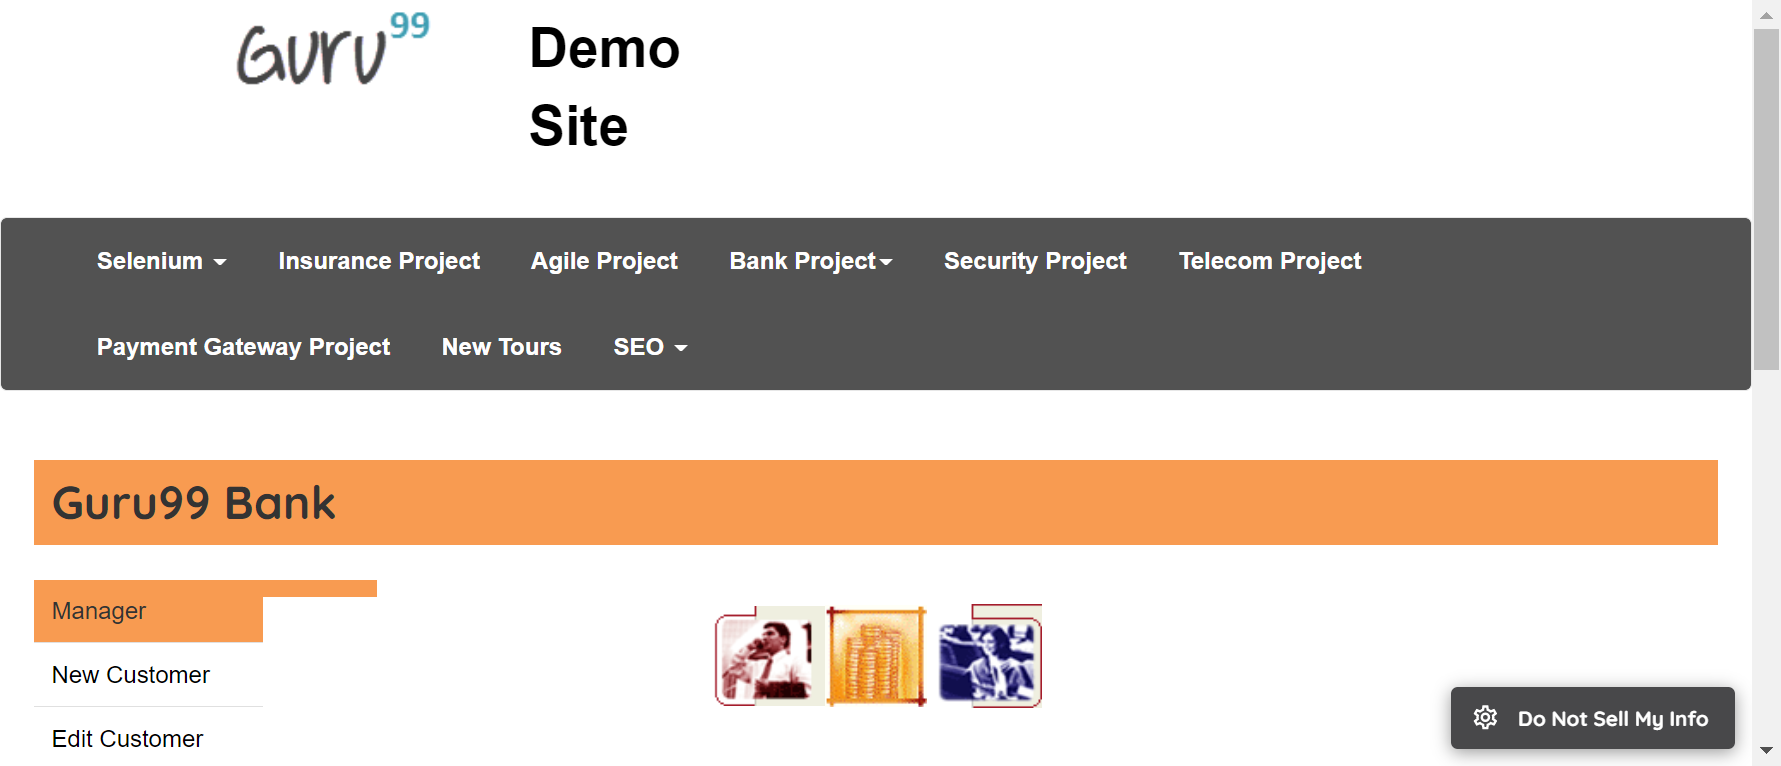 Guru99
Demo
Site
Selenium Insurance Project Agile Project Bank Project Security Project Telecom Project
Payment Gateway Project New Tours SEO
Guru99 Bank
Manager
New Customer
Edit Customer
Do Not Sell My Info